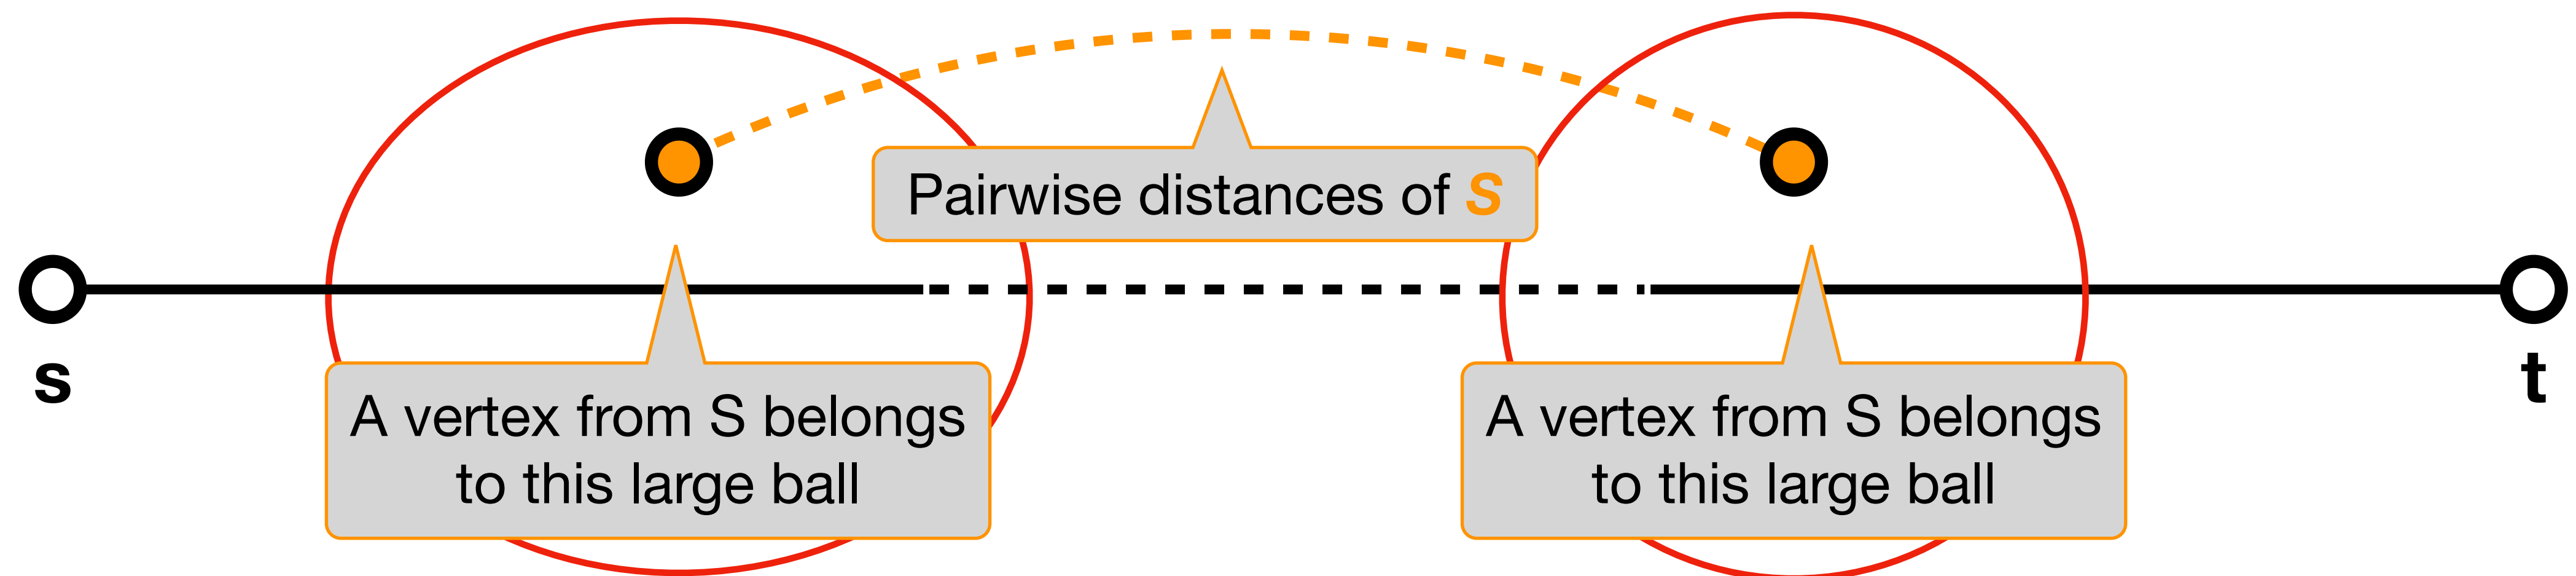 Pairwise distances of S
s
t
A vertex from S belongs
to this large ball
A vertex from S belongs
to this large ball